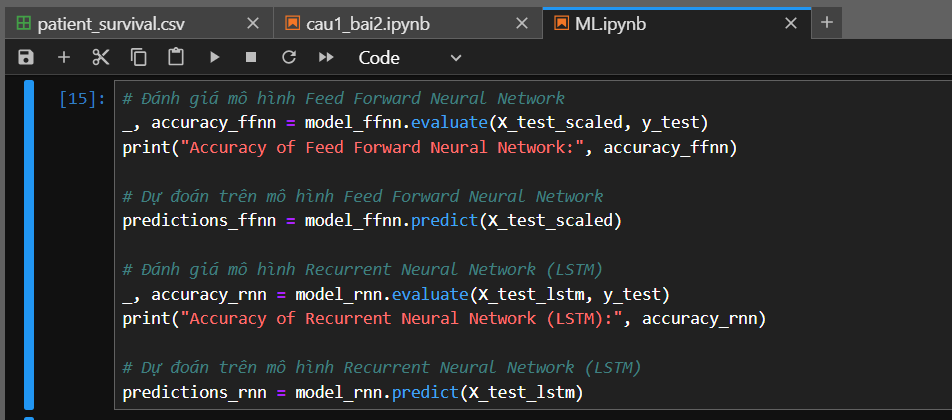 patient_survival.csv
cau1_bai2.ipynb
ML.ipynb
Code
[15]:
# Đánh giá mô hình Feed Forward Neural Network
_, accuracy_ffnn = model_ffnn.evaluate(X_test_scaled, y_test)
print("Accuracy of Feed Forward Neural Network:", accuracy_ffnn)
# Dự đoán trên mô hình Feed Forward Neural Network
predictions_ffnn = model_ffnn.predict(X_test_scaled)
# Đánh giá mô hình Recurrent Neural Network (LSTM)
_, accuracy_rnn = model_rnn.evaluate(X_test_lstm, y_test)
print("Accuracy of Recurrent Neural Network (LSTM):", accuracy_rnn)
# Dự đoán trên mô hình Recurrent Neural Network (LSTM)
predictions_rnn = model_rnn.predict(X_test_lstm)